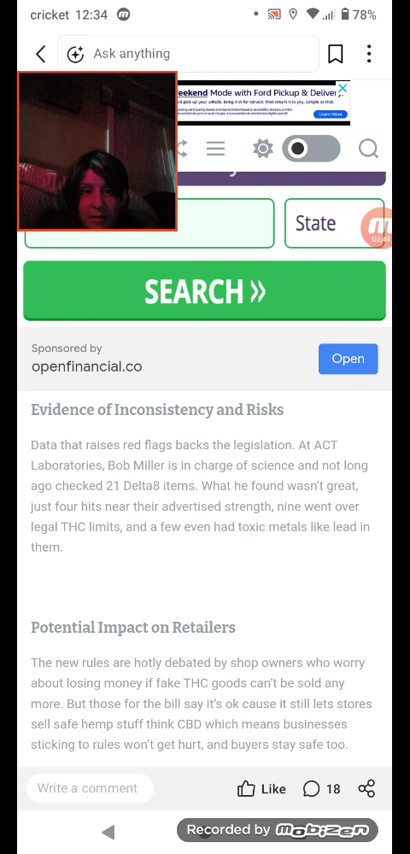 cricket 12:34 m 78%
Ask anything
eekend Mode with Ford Pickup & Delivery
Learn More
State
m
03:49
SEARCH »
Sponsored by
openfinancial.co
Open
Evidence of Inconsistency and Risks
Data that raises red flags backs the legislation. At ACT
Laboratories, Bob Miller is in charge of science and not long
ago checked 21 Delta8 items. What he found wasn't great,
just four hits near their advertised strength, nine went over
legal THC limits, and a few even had toxic metals like lead in
them.
Potential Impact on Retailers
The new rules are hotly debated by shop owners who worry
about losing money if fake THC goods can't be sold any
more. But those for the bill say it's ok cause it still lets stores
sell safe hemp stuff think CBD which means businesses
sticking to rules won't get hurt, and buyers stay safe too.
Write a comment
Like
18
Recorded by mobizen